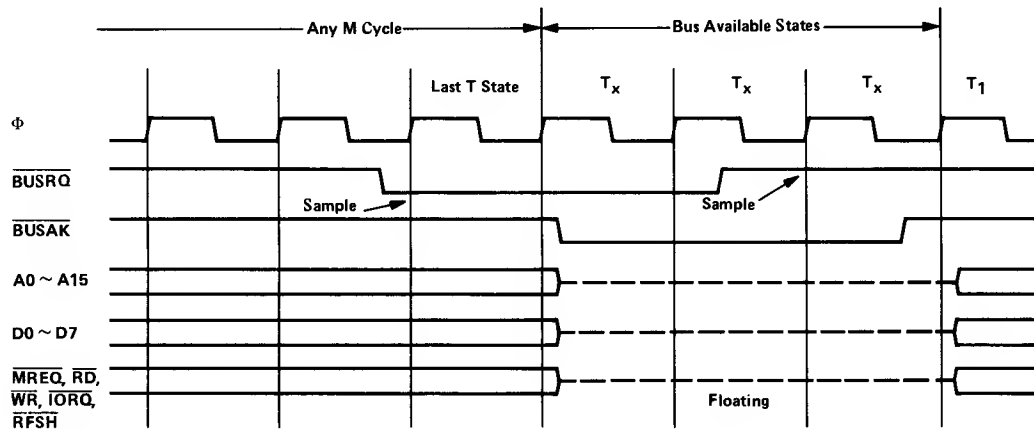 Any M Cycle
Bus Available States
Last T State
Tx
Tx
Tx
T1
Φ
BUSRQ
Sample
Sample
BUSAK
A0 ~ A15
D0 ~ D7
MREQ, RD,
WR, IORQ,
RFSH
Floating